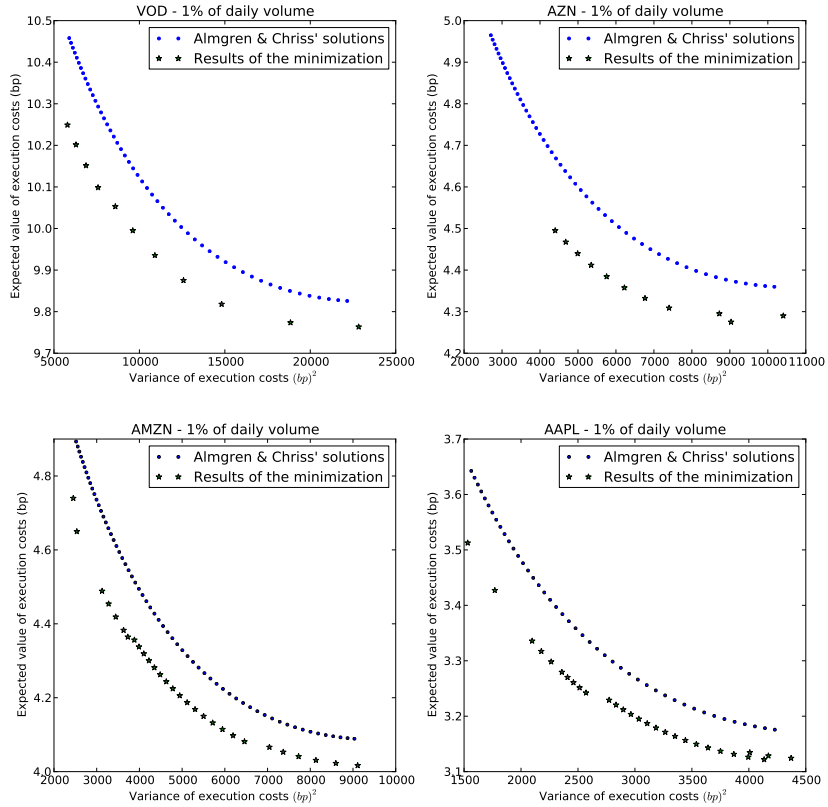 VOD - 1% of daily volume
Almgren & Chriss' solutions
Results of the minimization
Expected value of execution costs (bp)
10.5
10.4
10.3
10.2
10.1
10.0
9.9
9.8
9.7
5000 10000 15000 20000 25000
Variance of execution costs (bp)²
AZN - 1% of daily volume
Almgren & Chriss' solutions
Results of the minimization
Expected value of execution costs (bp)
5.0
4.9
4.8
4.7
4.6
4.5
4.4
4.3
4.2
2000 3000 4000 5000 6000 7000 8000 9000 10000 11000
Variance of execution costs (bp)²
AMZN - 1% of daily volume
Almgren & Chriss' solutions
Results of the minimization
Expected value of execution costs (bp)
4.8
4.6
4.4
4.2
4.0
2000 3000 4000 5000 6000 7000 8000 9000 10000
Variance of execution costs (bp)²
AAPL - 1% of daily volume
Almgren & Chriss' solutions
Results of the minimization
Expected value of execution costs (bp)
3.7
3.6
3.5
3.4
3.3
3.2
3.1
1500 2000 2500 3000 3500 4000 4500
Variance of execution costs (bp)²